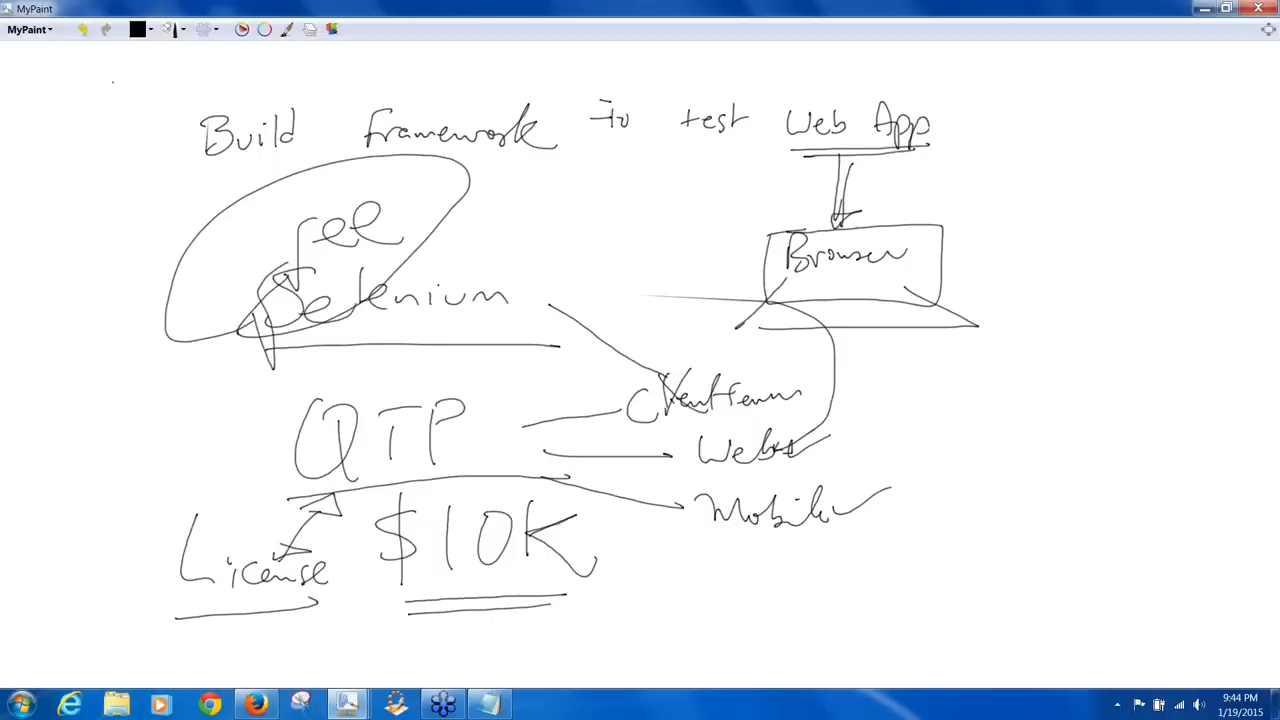 MyPaint
MyPaint
Build Framework To test Web App
Browser
free
Selenium
QTP
Web
Mobile
License $10K
9:44 PM
1/19/2015